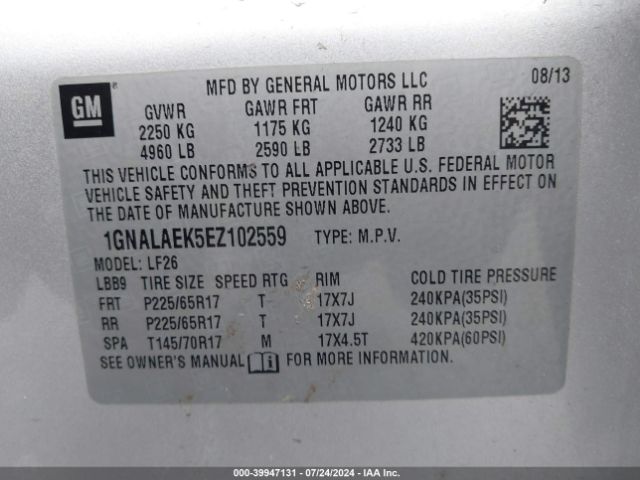 GM
MFD BY GENERAL MOTORS LLC 08/13
GVWR GAWR FRT GAWR RR
2250 KG 1175 KG 1240 KG
4960 LB 2590 LB 2733 LB
THIS VEHICLE CONFORMS TO ALL APPLICABLE U.S. FEDERAL MOTOR
VEHICLE SAFETY AND THEFT PREVENTION STANDARDS IN EFFECT ON
THE DATE OF MANUFACTURE SHOWN ABOVE.
1GNALAEK5EZ102559 TYPE: M.P.V.
MODEL: LF26
LBB9 TIRE SIZE SPEED RTG RIM COLD TIRE PRESSURE
FRT P225/65R17 T 17X7J 240KPA(35PSI)
RR P225/65R17 T 17X7J 240KPA(35PSI)
SPA T145/70R17 M 17X4.5T 420KPA(60PSI)
SEE OWNER'S MANUAL i FOR MORE INFORMATION.
000-39947131 - 07/24/2024 - IAAI.COM